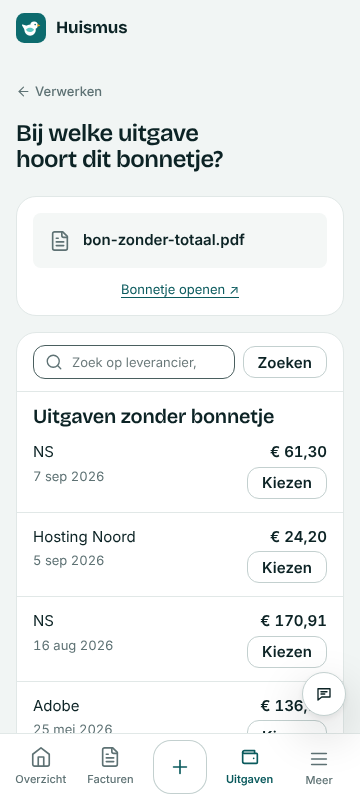 Huismus
← Verwerken
Bij welke uitgave
hoort dit bonnetje?
bon-zonder-totaal.pdf
Bonnetje openen ↗
Zoek op leverancier,
Zoeken
Uitgaven zonder bonnetje
NS € 61,30
7 sep 2026 Kiezen
Hosting Noord € 24,20
5 sep 2026 Kiezen
NS € 170,91
16 aug 2026 Kiezen
Adobe € 136,
25 mei 2026 Kiezen
Overzicht Facturen + Uitgaven Meer